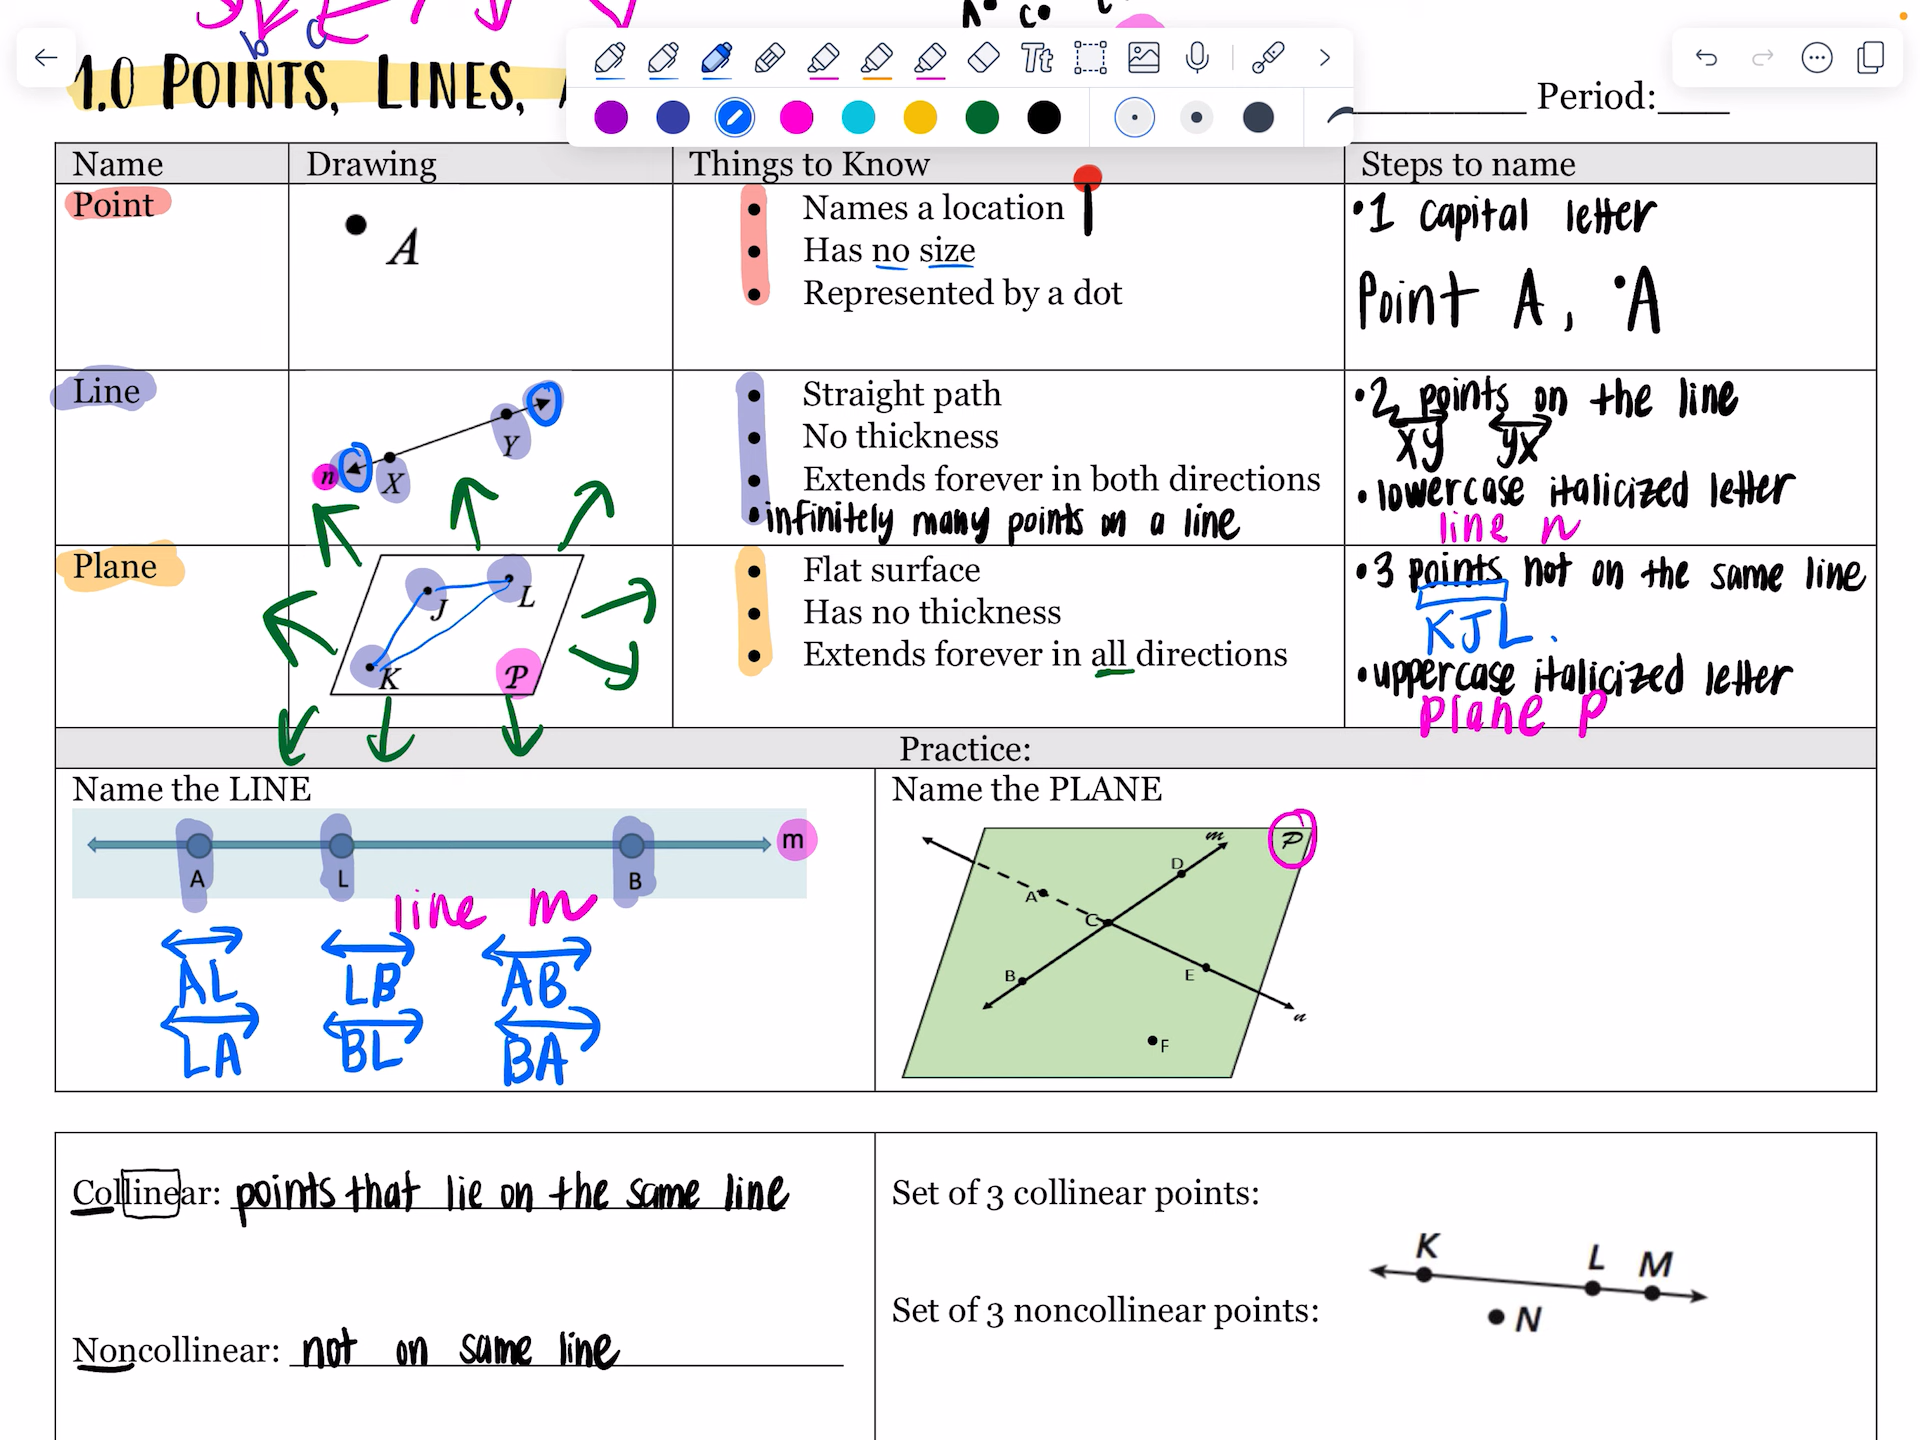 A• C•
b
1.0 POINTS, LINES,
Tt
Period:___
Name
Drawing
Things to Know
Steps to name
Point
A
• Names a location
• Has no size
• Represented by a dot
•1 capital letter
Point A, •A
Line
n X Y
• Straight path
• No thickness
• Extends forever in both directions
•infinitely many points on a line
•2 points on the line
XY YX
•lowercase italicized letter
line n
Plane
J L
K P
• Flat surface
• Has no thickness
• Extends forever in all directions
•3 points not on the same line
KJL.
•uppercase italicized letter
plane P
Practice:
Name the LINE
m
A L B
line m
AL LB AB
LA BL BA
Name the PLANE
m P
D
A
C
B E
n
F
Collinear: points that lie on the same line
Noncollinear: not on same line
Set of 3 collinear points:
K L M
Set of 3 noncollinear points:
N